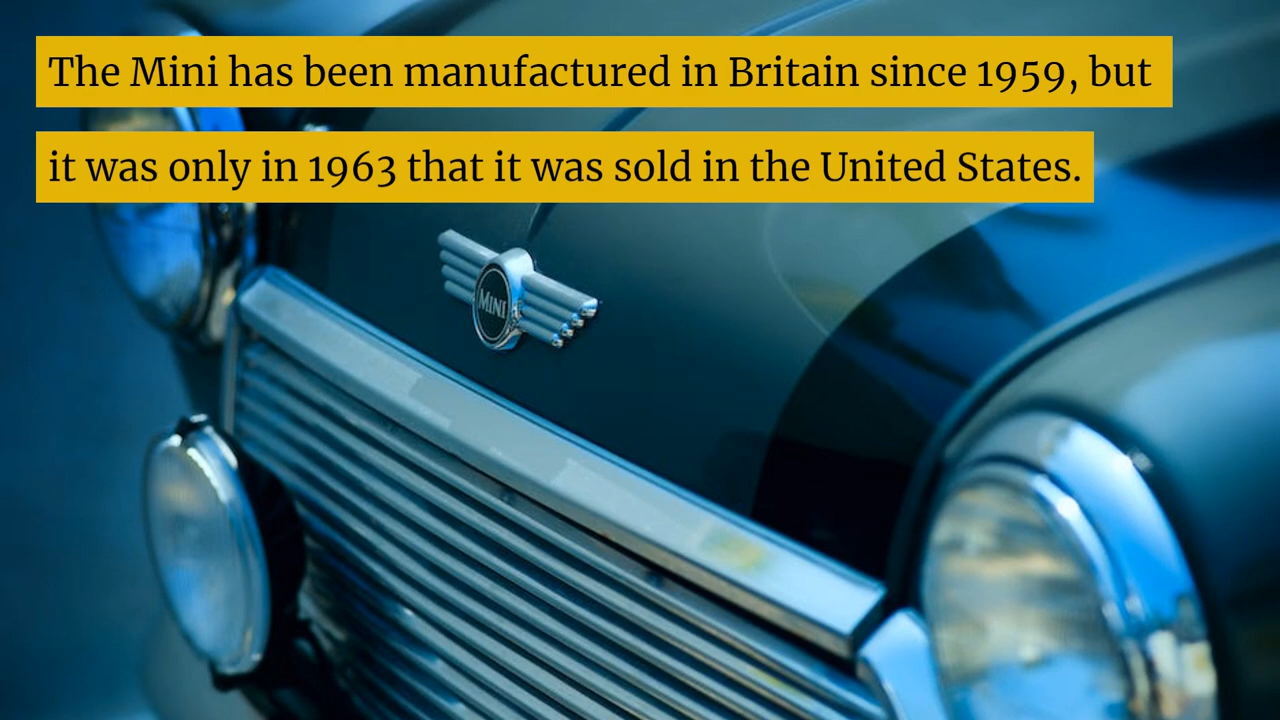 The Mini has been manufactured in Britain since 1959, but
it was only in 1963 that it was sold in the United States.
MINI